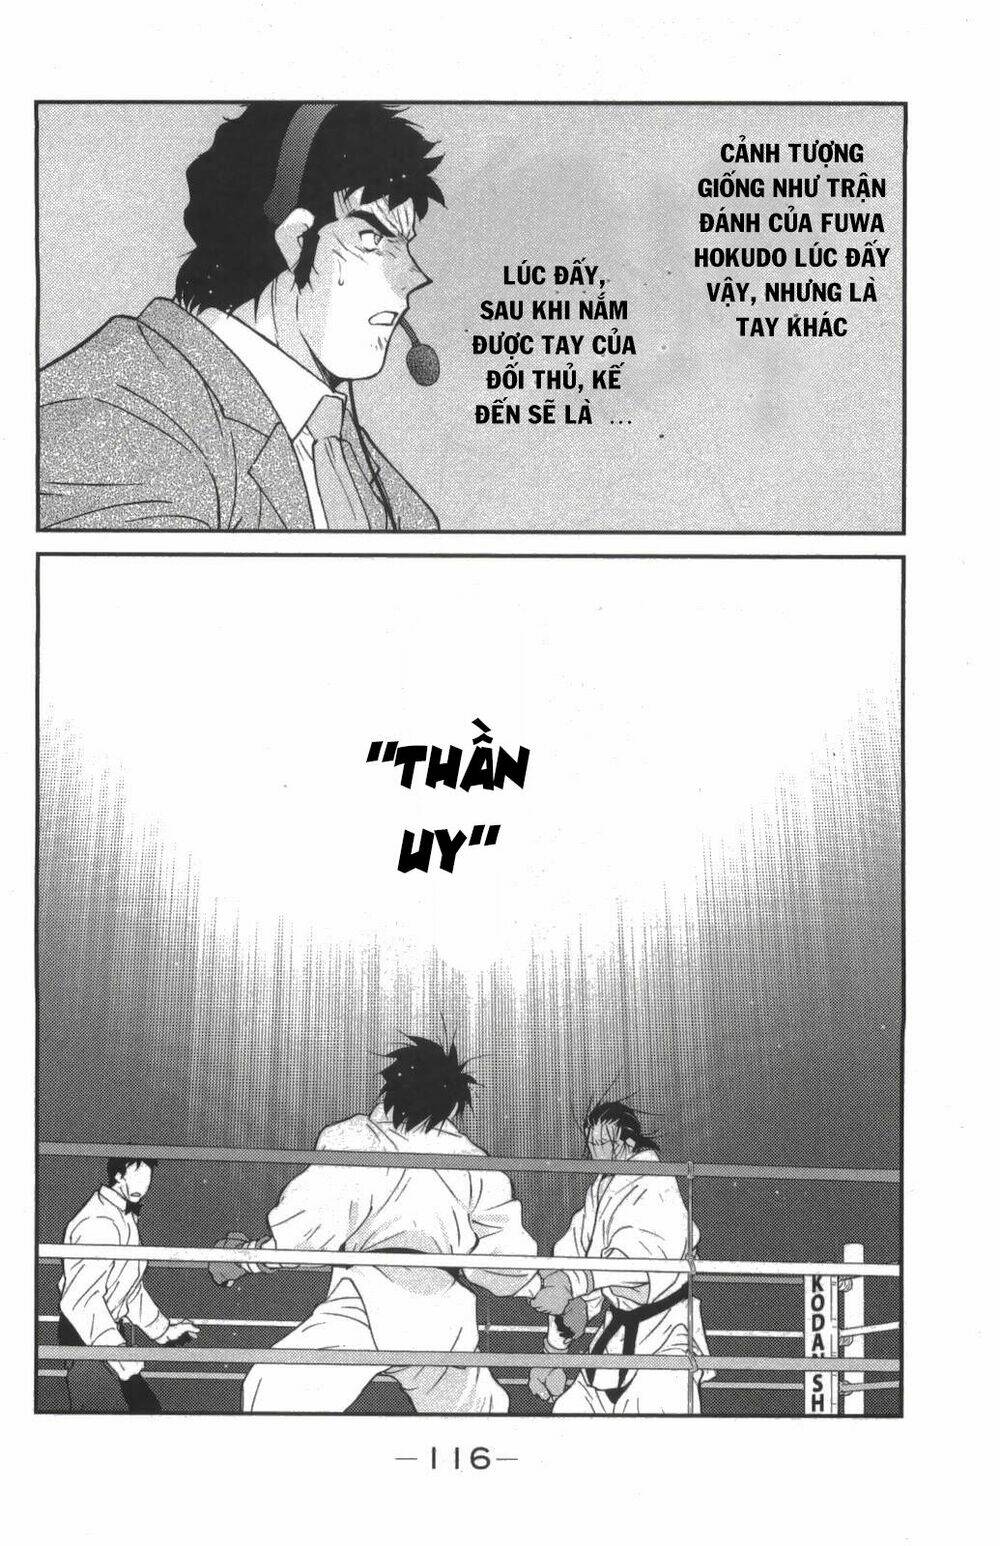 CẢNH TƯỢNG
GIỐNG NHƯ TRẬN
ĐÁNH CỦA FUWA
HOKUDO LÚC ĐẤY
VẬY, NHƯNG LÀ
TAY KHÁC
LÚC ĐẤY,
SAU KHI NẮM
ĐƯỢC TAY CỦA
ĐỐI THỦ, KẾ
ĐẾN SẼ LÀ ...
"THẦN
UY"
KODAN SH
-116-